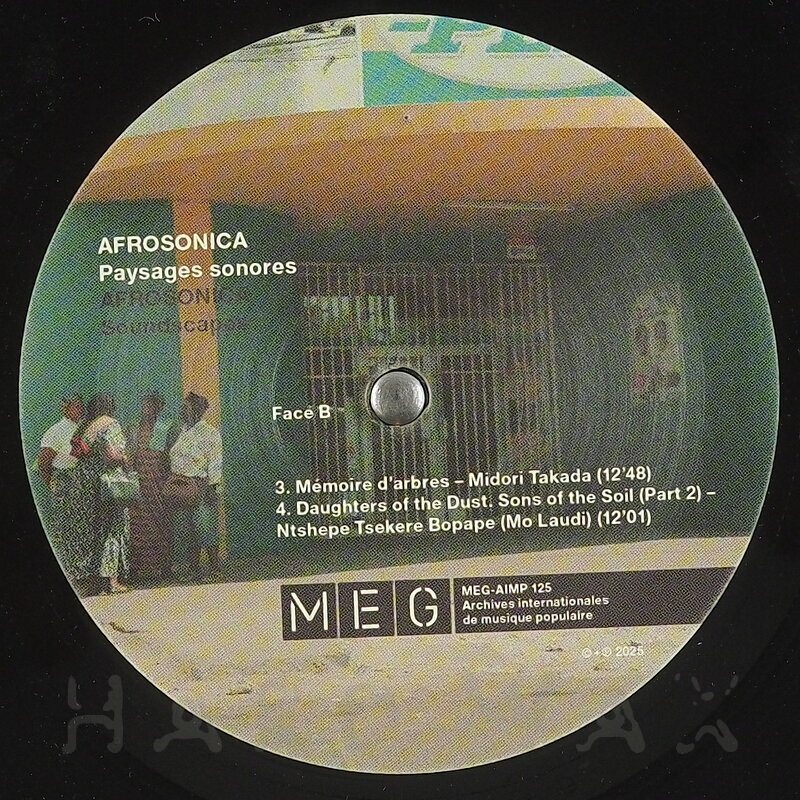 AFROSONICA
Paysages sonores
AFROSONICA
Soundscapes
Face B
3. Mémoire d'arbres – Midori Takada (12'48)
4. Daughters of the Dust. Sons of the Soil (Part 2) –
Ntshepe Tsekere Bopape (Mo Laudi) (12'01)
MEG
MEG-AIMP 125
Archives internationales
de musique populaire
© + ℗ 2025